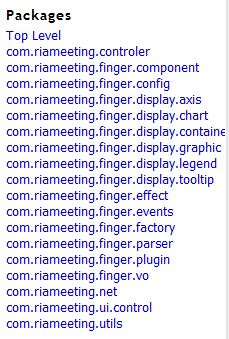 Packages
Top Level
com.riameeting.controler
com.riameeting.finger.component
com.riameeting.finger.config
com.riameeting.finger.display.axis
com.riameeting.finger.display.chart
com.riameeting.finger.display.containe
com.riameeting.finger.display.graphic
com.riameeting.finger.display.legend
com.riameeting.finger.display.tooltip
com.riameeting.finger.effect
com.riameeting.finger.events
com.riameeting.finger.factory
com.riameeting.finger.parser
com.riameeting.finger.plugin
com.riameeting.finger.vo
com.riameeting.net
com.riameeting.ui.control
com.riameeting.utils